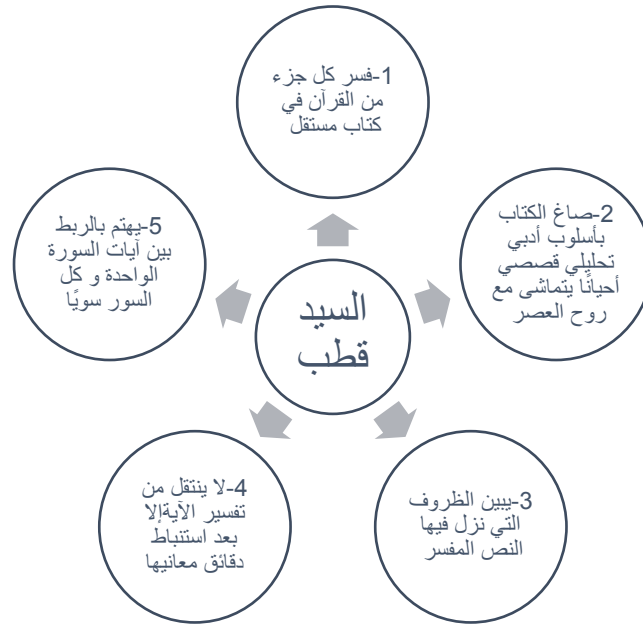 1-فسر كل جزء
من القرآن في
كتاب مستقل
2-صاغ الكتاب
بأسلوب أدبي
تحليلي قصصي
أحيانًا يتماشى مع
روح العصر
3-يبين الظروف
التي نزل فيها
النص المفسر
4-لا ينتقل من
تفسير الآيةإلا
بعد استنباط
دقائق معانيها
5-يهتم بالربط
بين آيات السورة
الواحدة و كل
السور سويًا
السيد
قطب